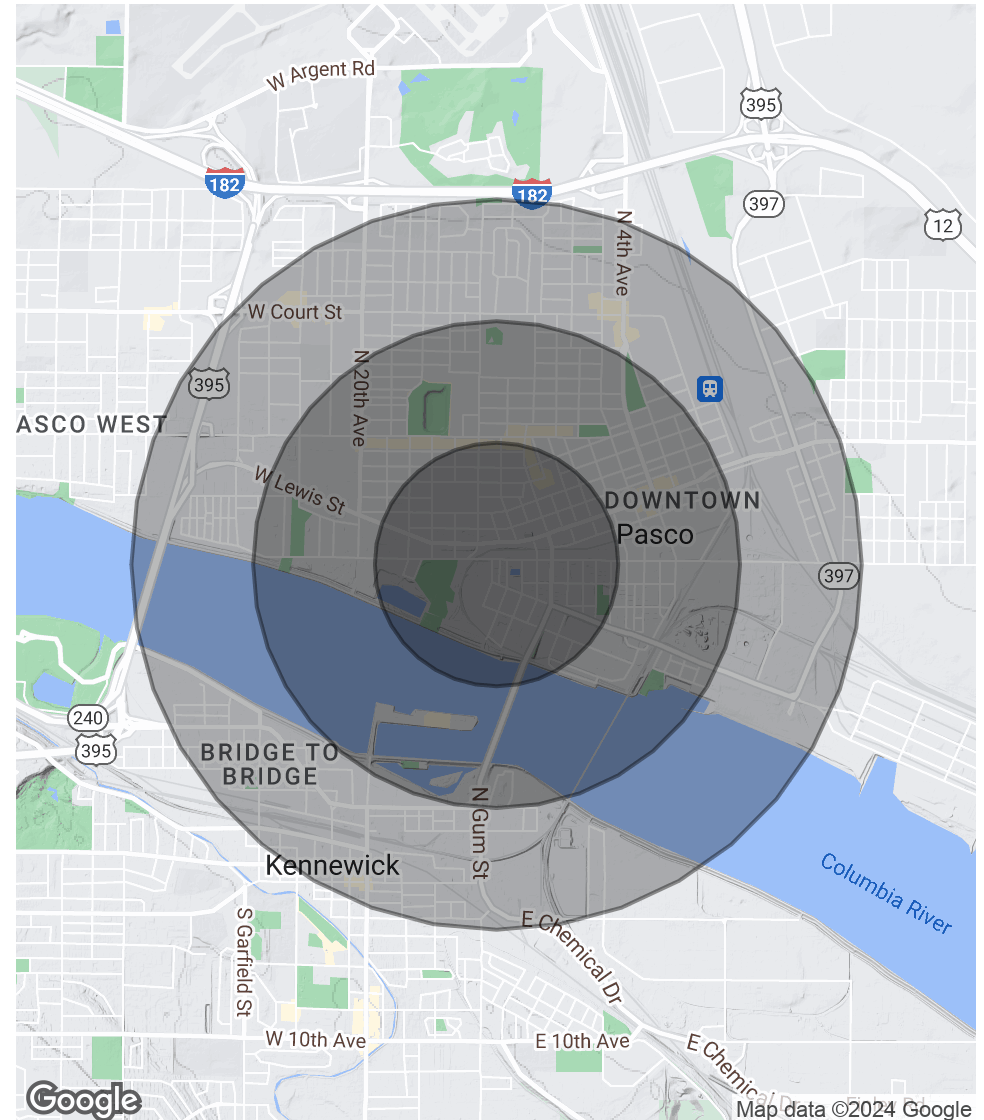 W Argent Rd
395
182
182
397
12
N 4th Ave
W Court St
N 20th Ave
395
ASCO WEST
W Lewis St
DOWNTOWN
Pasco
397
240
395
BRIDGE TO
BRIDGE
N Gum St
Kennewick
Columbia River
S Garfield St
E Chemical Dr
W 10th Ave
E 10th Ave
E Chemical Dr
Google
Map Data ©2024 Google